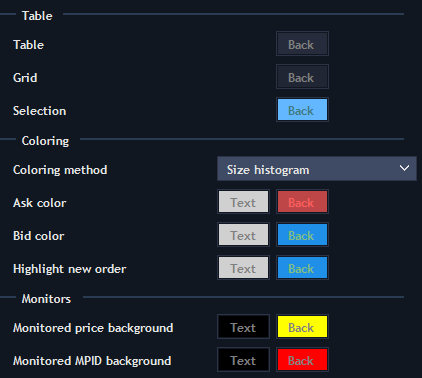 Table
Table Back
Grid Back
Selection Back
Coloring
Coloring method Size histogram
Ask color Text Back
Bid color Text Back
Highlight new order Text Back
Monitors
Monitored price background Text Back
Monitored MPID background Text Back